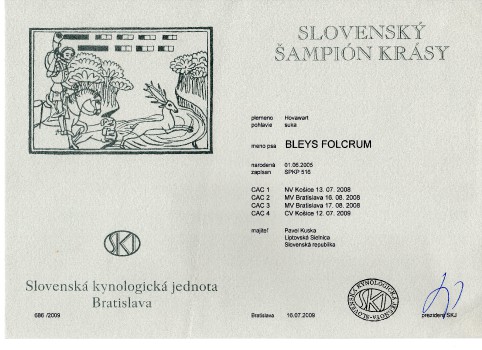 SLOVENSKÝ
ŠAMPIÓN KRÁSY
plemeno Hovawart
pohlavie suka
meno psa BLEYS FOLCRUM
narodená 01.06.2005
zapísan SPKP 516
CAC 1 NV Košice 13. 07. 2008
CAC 2 MV Bratislava 16. 08. 2008
CAC 3 MV Bratislava 17. 08. 2008
CAC 4 CV Košice 12. 07. 2009
majiteľ Pavel Kuska
Liptovská Sielnica
Slovenská republika
SKJ
Slovenská kynologická jednota
Bratislava
686 /2009
Bratislava 16.07.2009
SLOVENSKÁ KYNOLOGICKÁ JEDNOTA BRATISLAVA
SKJ
prezident SKJ